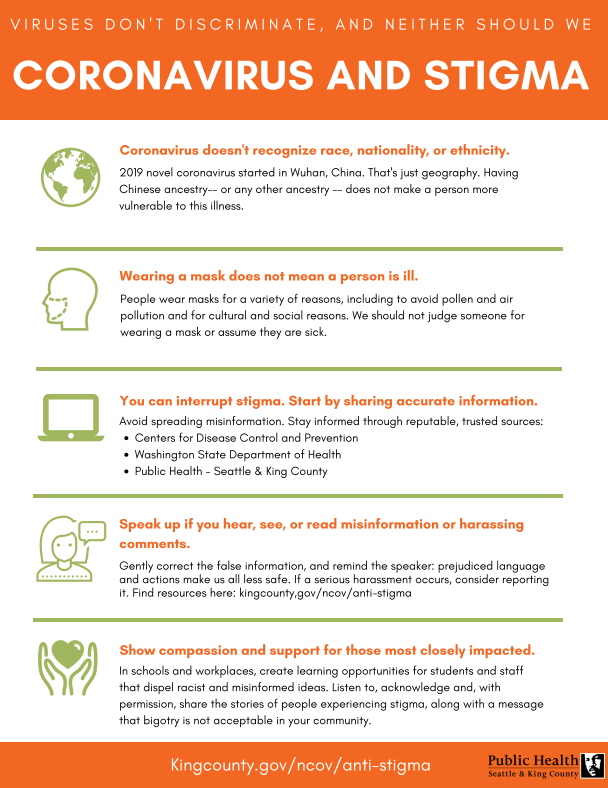 VIRUSES DON'T DISCRIMINATE, AND NEITHER SHOULD WE
CORONAVIRUS AND STIGMA
Coronavirus doesn't recognize race, nationality, or ethnicity.
2019 novel coronavirus started in Wuhan, China. That's just geography. Having
Chinese ancestry-- or any other ancestry -- does not make a person more
vulnerable to this illness.
Wearing a mask does not mean a person is ill.
People wear masks for a variety of reasons, including to avoid pollen and air
pollution and for cultural and social reasons. We should not judge someone for
wearing a mask or assume they are sick.
You can interrupt stigma. Start by sharing accurate information.
Avoid spreading misinformation. Stay informed through reputable, trusted sources:
• Centers for Disease Control and Prevention
• Washington State Department of Health
• Public Health - Seattle & King County
Speak up if you hear, see, or read misinformation or harassing
comments.
Gently correct the false information, and remind the speaker: prejudiced language
and actions make us all less safe. If a serious harassment occurs, consider reporting
it. Find resources here: kingcounty,gov/ncov/anti-stigma
Show compassion and support for those most closely impacted.
In schools and workplaces, create learning opportunities for students and staff
that dispel racist and misinformed ideas. Listen to, acknowledge and, with
permission, share the stories of people experiencing stigma, along with a message
that bigotry is not acceptable in your community.
Kingcounty.gov/ncov/anti-stigma
Public Health
Seattle & King County